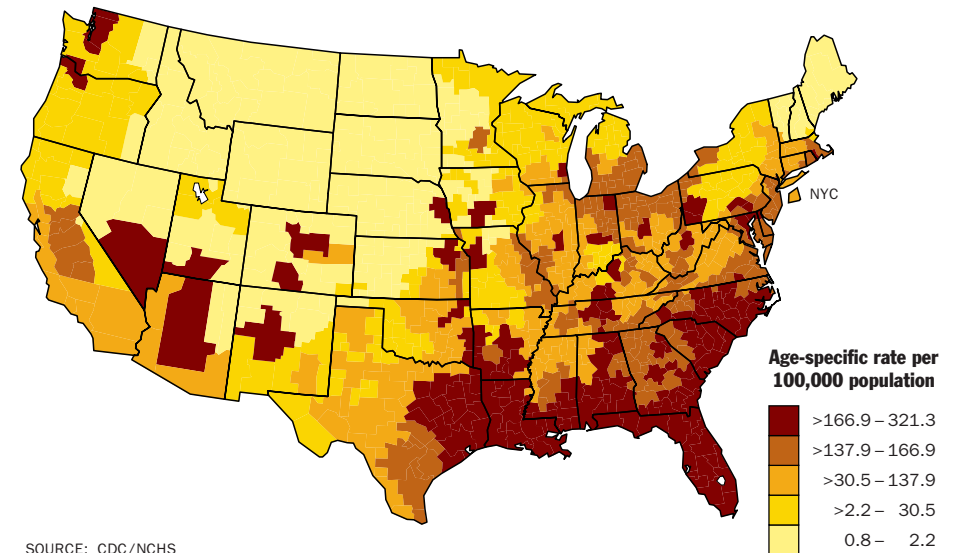 NYC
Age-specific rate per
100,000 population
>166.9 – 321.3
>137.9 – 166.9
>30.5 – 137.9
>2.2 – 30.5
0.8 – 2.2
SOURCE: CDC/NCHS